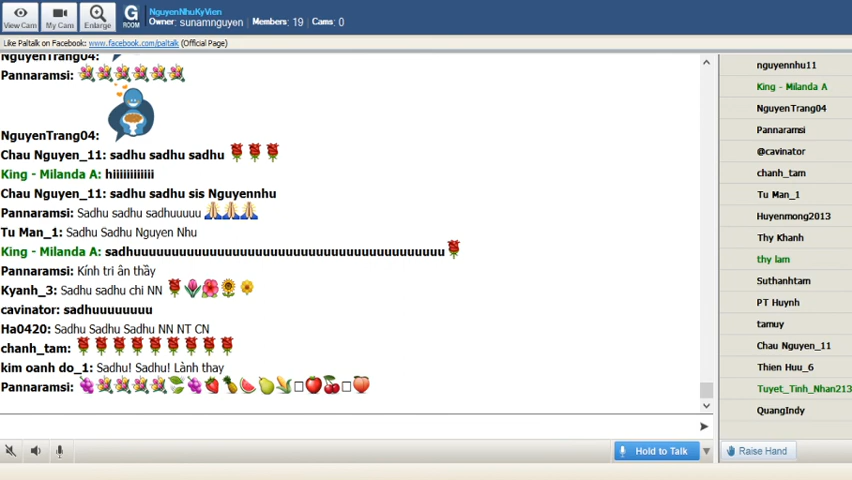 NguyenNhuKyVien
Owner: sunamnguyen Members: 19 Cams: 0
View Cam My Cam Enlarge G ROOM
Like Paltalk on Facebook: www.facebook.com/paltalk (Official Page)
NguyenTrang04:
Pannaramsi: 💐💐💐💐💐💐
NguyenTrang04:
Chau Nguyen_11: sadhu sadhu sadhu 🌹🌹🌹
King - Milanda A: hiiiiiiiiiiii
Chau Nguyen_11: sadhu sadhu sis Nguyennhu
Pannaramsi: Sadhu sadhu sadhuuuuu 🙏🙏🙏
Tu Man_1: Sadhu Sadhu Nguyen Nhu
Pannaramsi: Kính tri ân thầy
Kyanh_3: Sadhu sadhu chi NN 🌹🌷🌺🌻🌼
cavinator: sadhuuuuuuuu
Ha0420: Sadhu Sadhu Sadhu NN NT CN
chanh_tam: 🌹🌹🌹🌹🌹🌹🌹🌹
kim oanh do_1: Sadhu! Sadhu! Lành thay
Pannaramsi: 🍇💐💐💐💐🌿🍇🍓🍍🍉🍐🌽□🍎🍒□🍑
nguyennhu11
King - Milanda A
NguyenTrang04
Pannaramsi
@cavinator
chanh_tam
Tu Man_1
Huyenmong2013
Thy Khanh
thy lam
Suthanhtam
PT Huynh
tamuy
Chau Nguyen_11
Thien Huu_6
Tuyet_Tinh_Nhan213
QuangIndy
Hold to Talk
Raise Hand